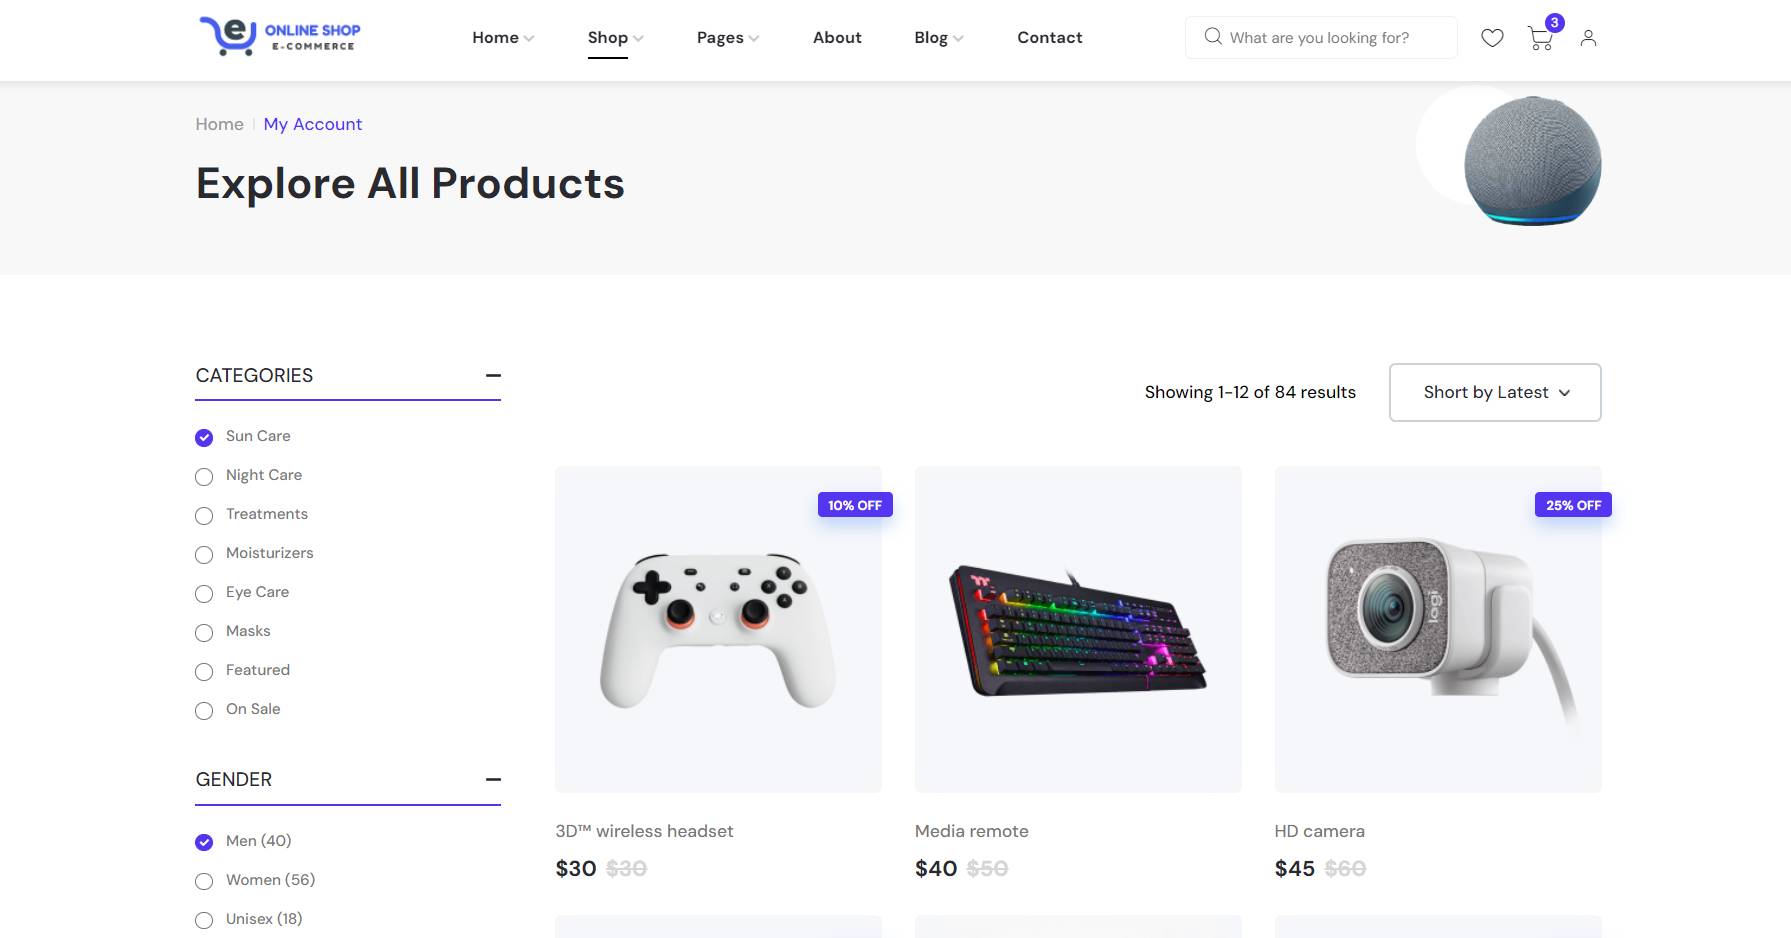 e ONLINE SHOP
E-COMMERCE
Home
Shop
Pages
About
Blog
Contact
What are you looking for?
3
Home
My Account
Explore All Products
CATEGORIES
Sun Care
Night Care
Treatments
Moisturizers
Eye Care
Masks
Featured
On Sale
GENDER
Men (40)
Women (56)
Unisex (18)
Showing 1-12 of 84 results
Short by Latest
10% OFF
25% OFF
logi
3D™ wireless headset
$30 $30
Media remote
$40 $50
HD camera
$45 $60